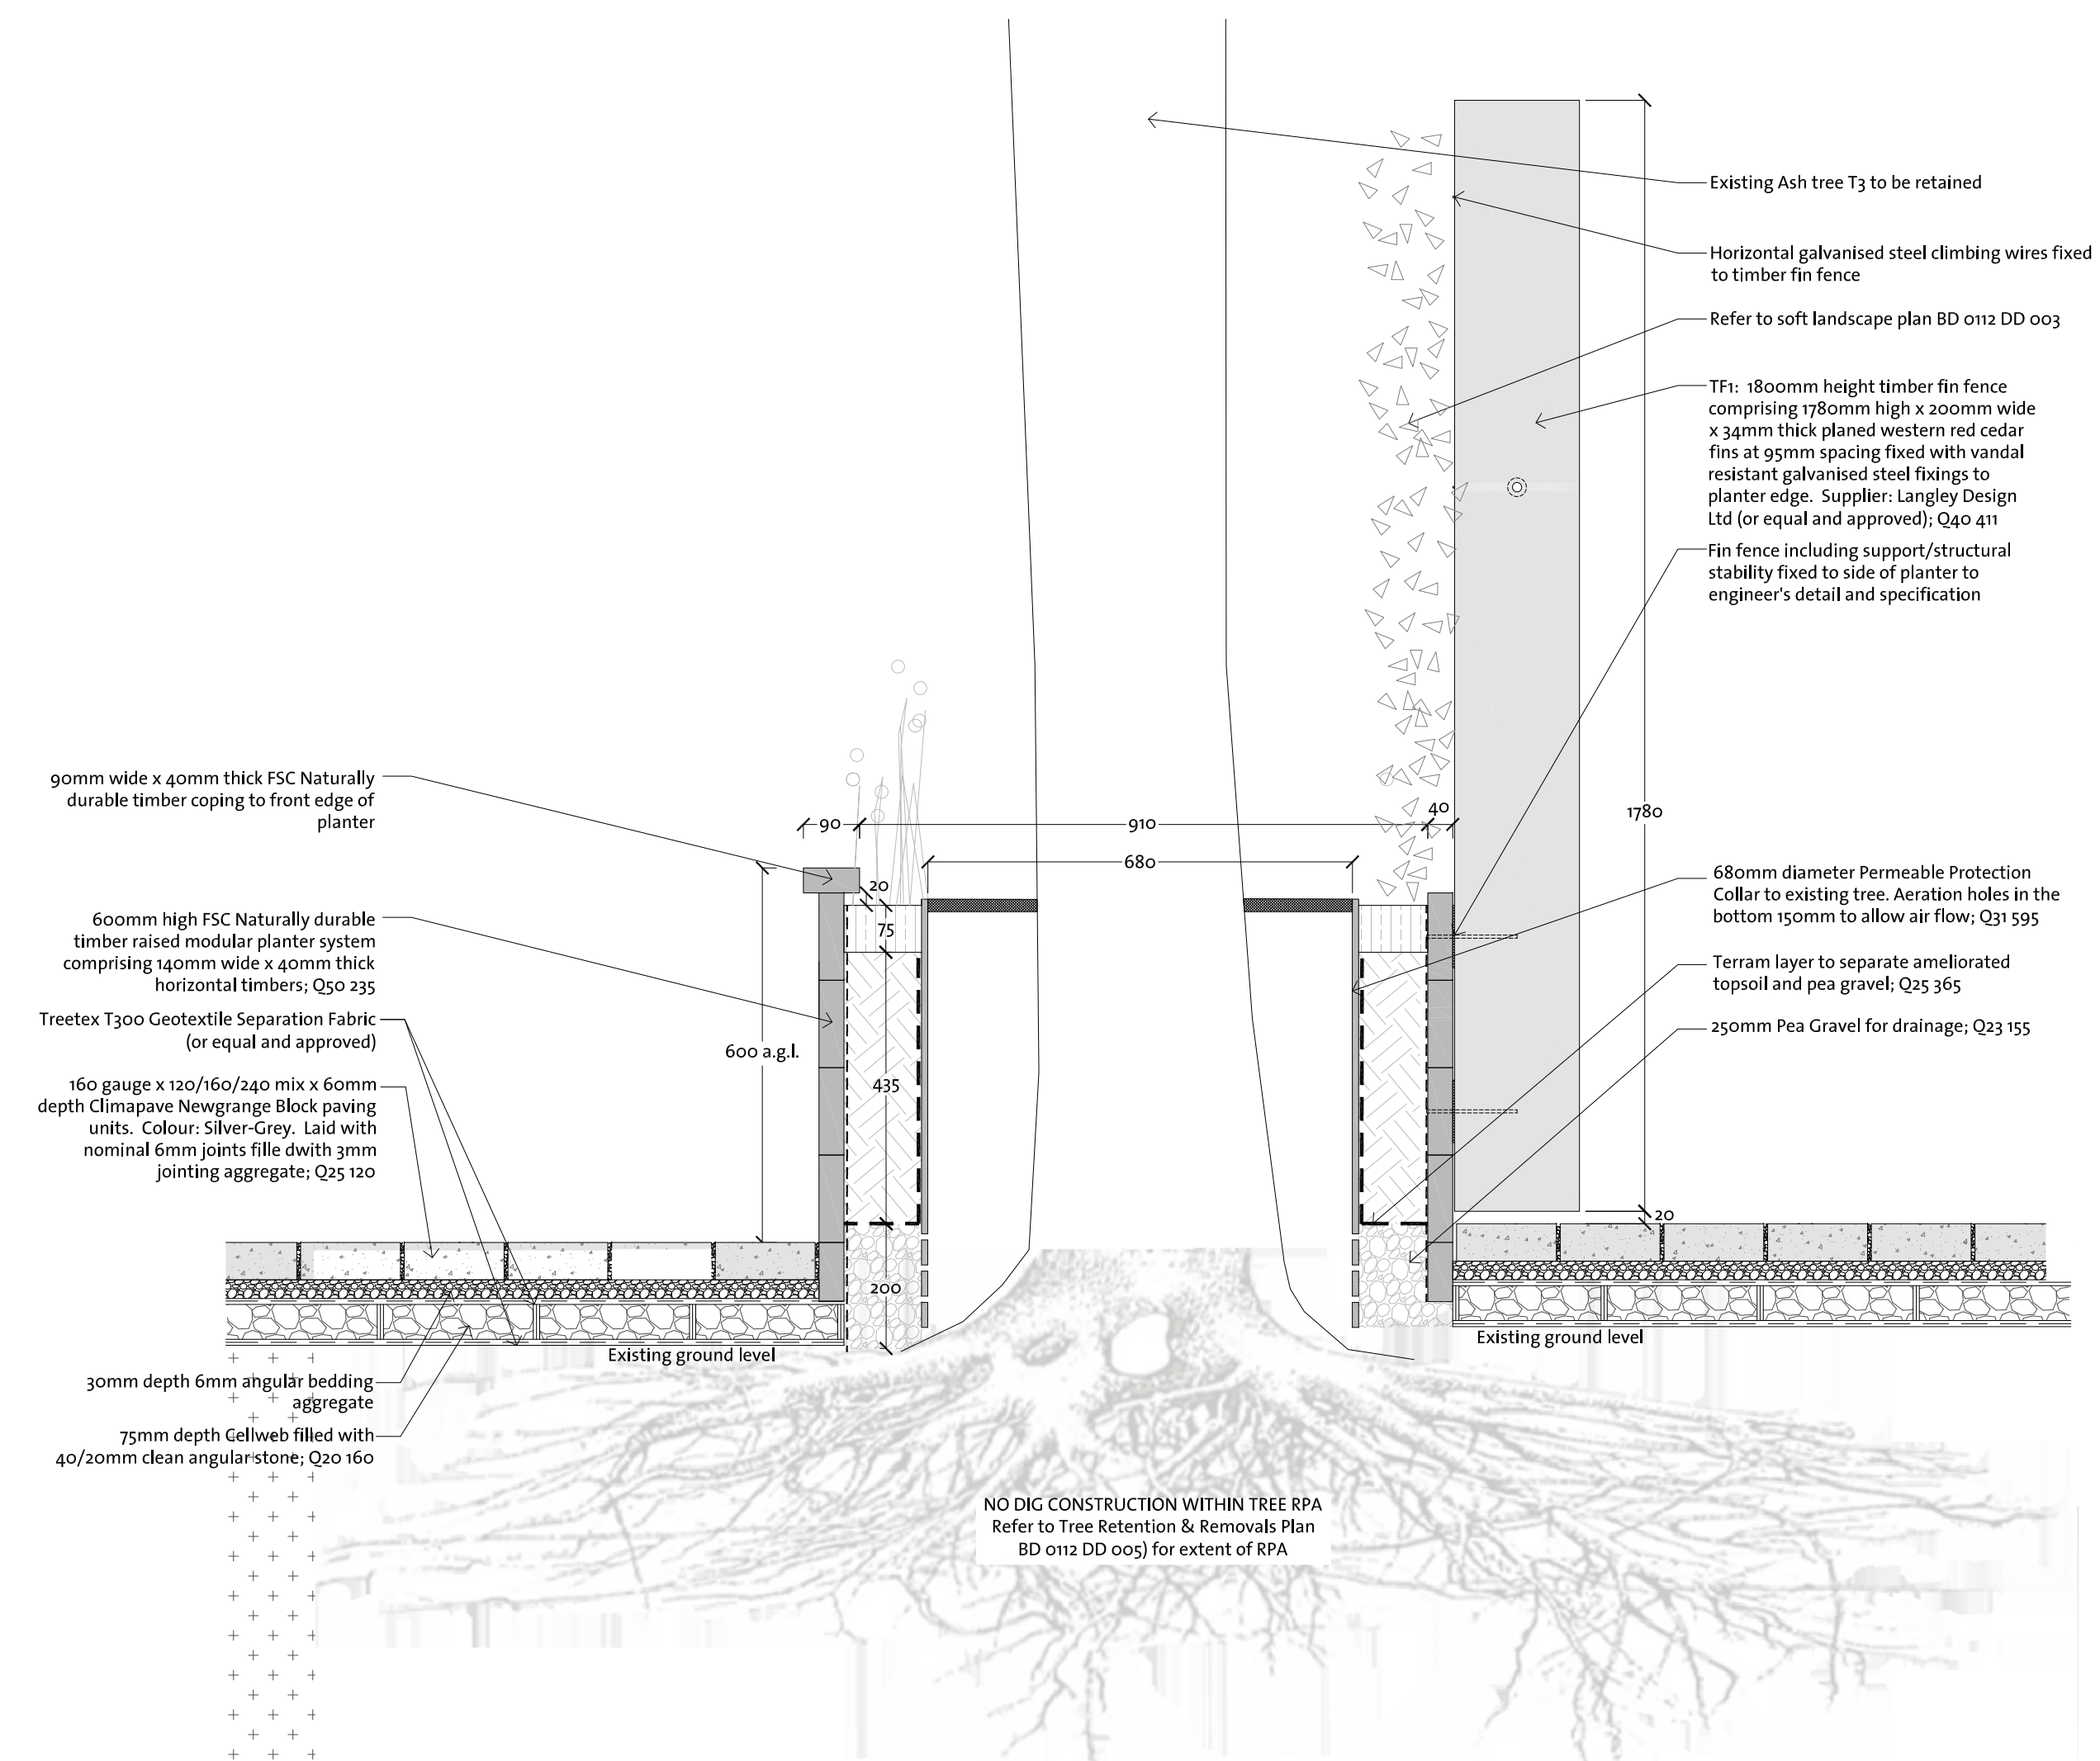 Existing Ash tree T3 to be retained
Horizontal galvanised steel climbing wires fixed
to timber fin fence
Refer to soft landscape plan BD 0112 DD 003
TF1: 1800mm height timber fin fence
comprising 1780mm high x 200mm wide
x 34mm thick planed western red cedar
fins at 95mm spacing fixed with vandal
resistant galvanised steel fixings to
planter edge. Supplier: Langley Design
Ltd (or equal and approved); Q40 411
Fin fence including support/structural
stability fixed to side of planter to
engineer's detail and specification
90mm wide x 40mm thick FSC Naturally
durable timber coping to front edge of
planter
600mm high FSC Naturally durable
timber raised modular planter system
comprising 140mm wide x 40mm thick
horizontal timbers; Q50 235
Treetex T300 Geotextile Separation Fabric
(or equal and approved)
160 gauge x 120/160/240 mix x 60mm
depth Climapave Newgrange Block paving
units. Colour: Silver-Grey. Laid with
nominal 6mm joints fille dwith 3mm
jointing aggregate; Q25 120
30mm depth 6mm angular bedding
aggregate
75mm depth Cellweb filled with
40/20mm clean angular stone; Q20 160
90
910
40
680
20
75
600 a.g.l.
435
200
1780
20
680mm diameter Permeable Protection
Collar to existing tree. Aeration holes in the
bottom 150mm to allow air flow; Q31 595
Terram layer to separate ameliorated
topsoil and pea gravel; Q25 365
250mm Pea Gravel for drainage; Q23 155
Existing ground level
Existing ground level
NO DIG CONSTRUCTION WITHIN TREE RPA
Refer to Tree Retention & Removals Plan
BD 0112 DD 005) for extent of RPA